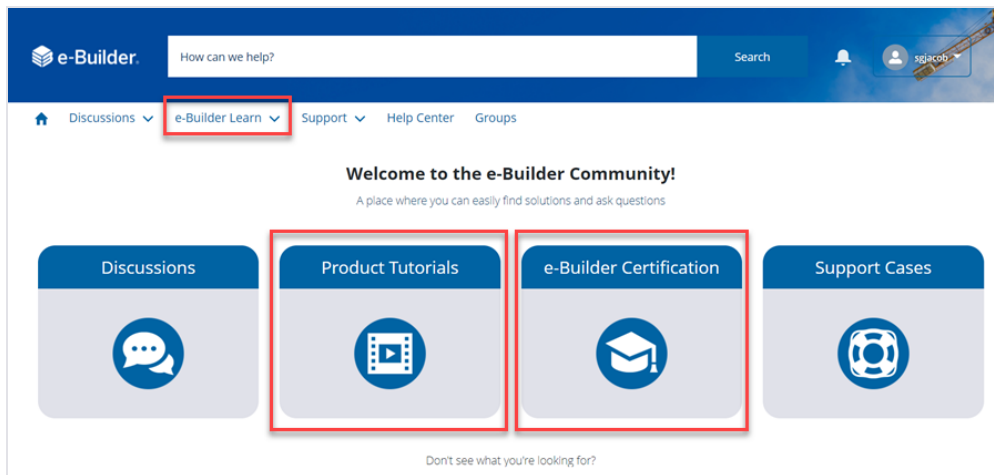 e-Builder.
How can we help?
Search
sgjacob
Discussions
e-Builder Learn
Support
Help Center
Groups
Welcome to the e-Builder Community!
A place where you can easily find solutions and ask questions
Discussions
Product Tutorials
e-Builder Certification
Support Cases
Don't see what you're looking for?